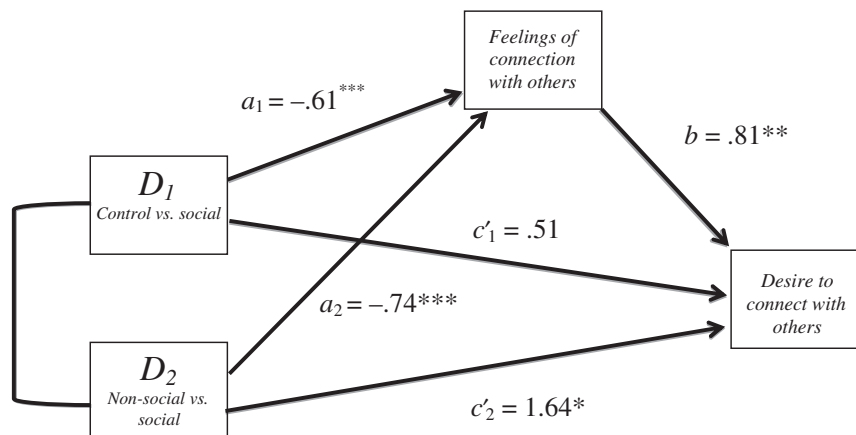 Feelings of
connection
with others
a₁ = –.61***
b = .81**
D₁
Control vs. social
c′₁ = .51
Desire to
connect with
others
a₂ = –.74***
D₂
Non-social vs.
social
c′₂ = 1.64*